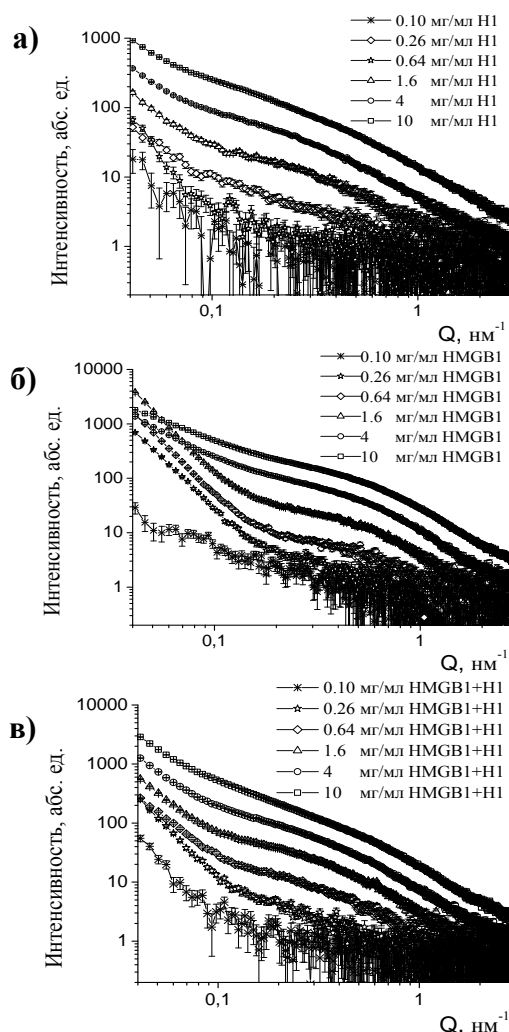 а)
Интенсивность, абс. ед.
1000
100
10
1
0.10 мг/мл H1
0.26 мг/мл H1
0.64 мг/мл H1
1.6 мг/мл H1
4 мг/мл H1
10 мг/мл H1
0,1
1
Q, нм⁻¹
б)
Интенсивность, абс. ед.
10000
1000
100
10
1
0.10 мг/мл HMGB1
0.26 мг/мл HMGB1
0.64 мг/мл HMGB1
1.6 мг/мл HMGB1
4 мг/мл HMGB1
10 мг/мл HMGB1
0,1
1
Q, нм⁻¹
в)
Интенсивность, абс. ед.
10000
1000
100
10
1
0.10 мг/мл HMGB1+H1
0.26 мг/мл HMGB1+H1
0.64 мг/мл HMGB1+H1
1.6 мг/мл HMGB1+H1
4 мг/мл HMGB1+H1
10 мг/мл HMGB1+H1
0,1
1
Q, нм⁻¹